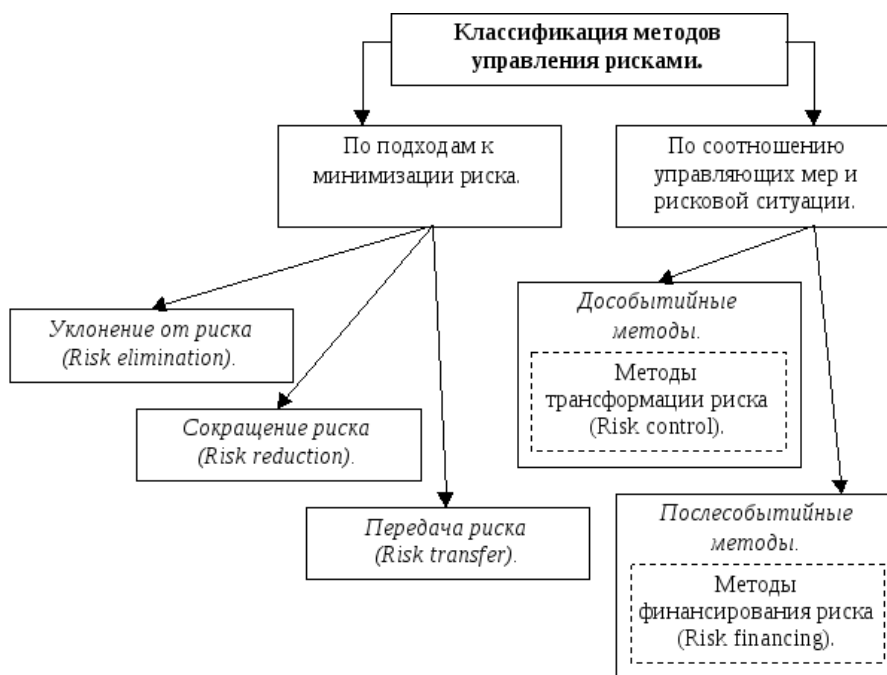 Классификация методов
управления рисками.
По подходам к
минимизации риска.
По соотношению
управляющих мер и
рисковой ситуации.
Уклонение от риска
(Risk elimination).
Сокращение риска
(Risk reduction).
Передача риска
(Risk transfer).
Дособытийные
методы.
Методы
трансформации риска
(Risk control).
Послесобытийные
методы.
Методы
финансирования риска
(Risk financing).